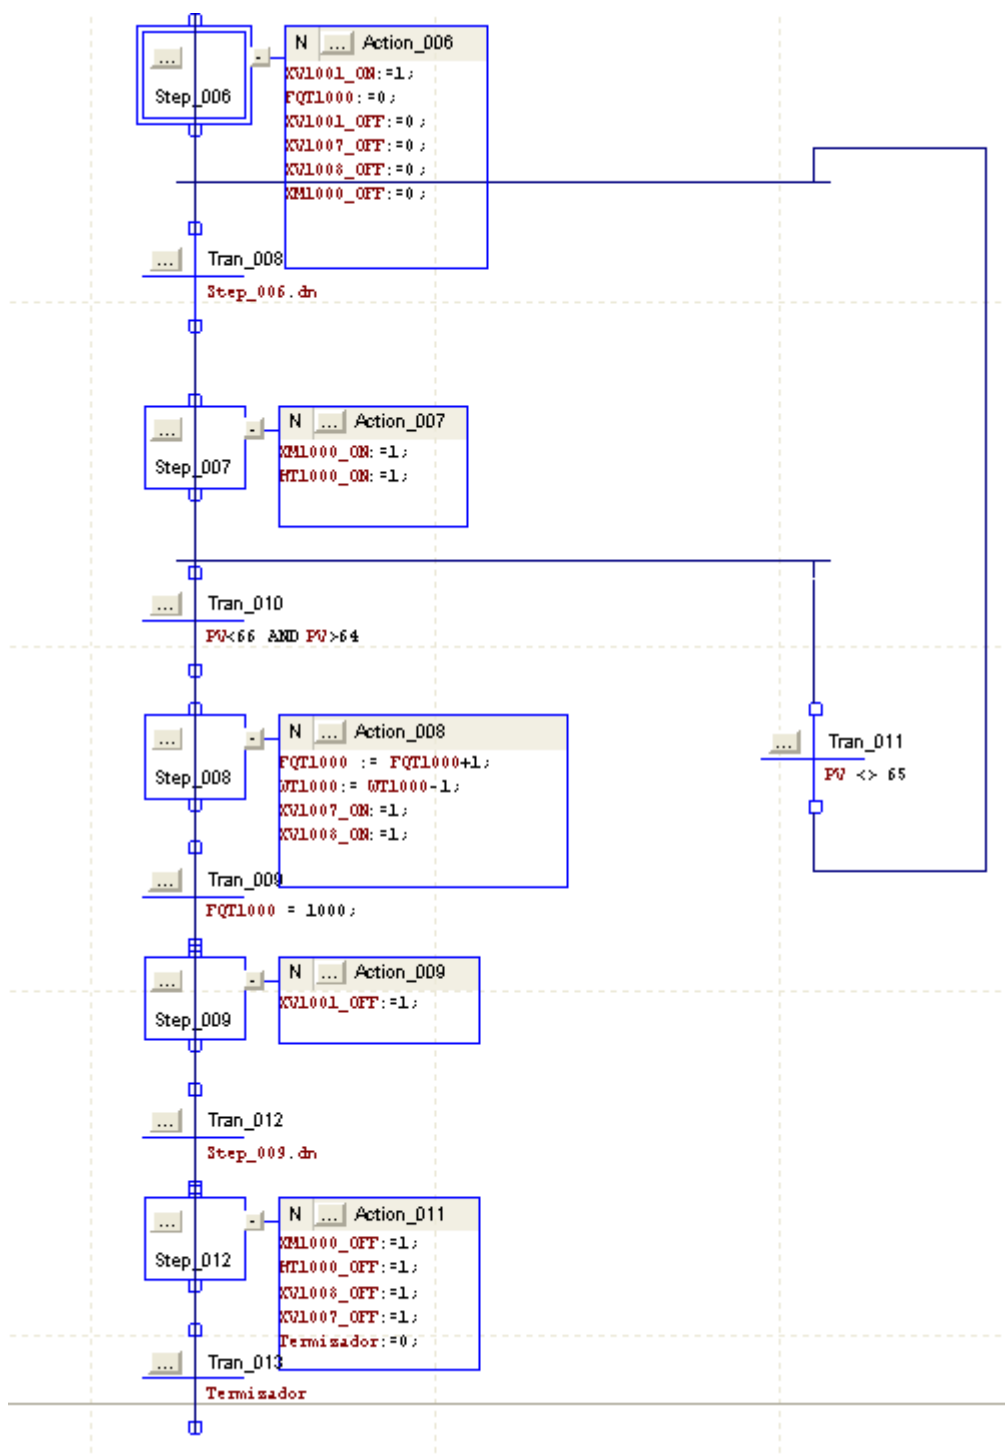 N ... Action_006
...
XV1001_ON:=1;
Step_006
FQT1000:=0;
XV1001_OFF:=0;
XV1007_OFF:=0;
XV1008_OFF:=0;
XM1000_OFF:=0;
... Tran_008
Step_006.dn
N ... Action_007
...
XM1000_ON:=1;
Step_007
HT1000_ON:=1;
... Tran_010
PV<66 AND PV>64
N ... Action_008
...
FQT1000 := FQT1000+1;
Step_008
WT1000:= WT1000-1;
XV1007_ON:=1;
XV1008_ON:=1;
... Tran_011
PV <> 65
... Tran_009
FQT1000 = 1000;
N ... Action_009
...
XV1001_OFF:=1;
Step_009
... Tran_012
Step_009.dn
N ... Action_011
...
XM1000_OFF:=1;
Step_012
HT1000_OFF:=1;
XV1008_OFF:=1;
XV1007_OFF:=1;
Termizador:=0;
... Tran_013
Termizador